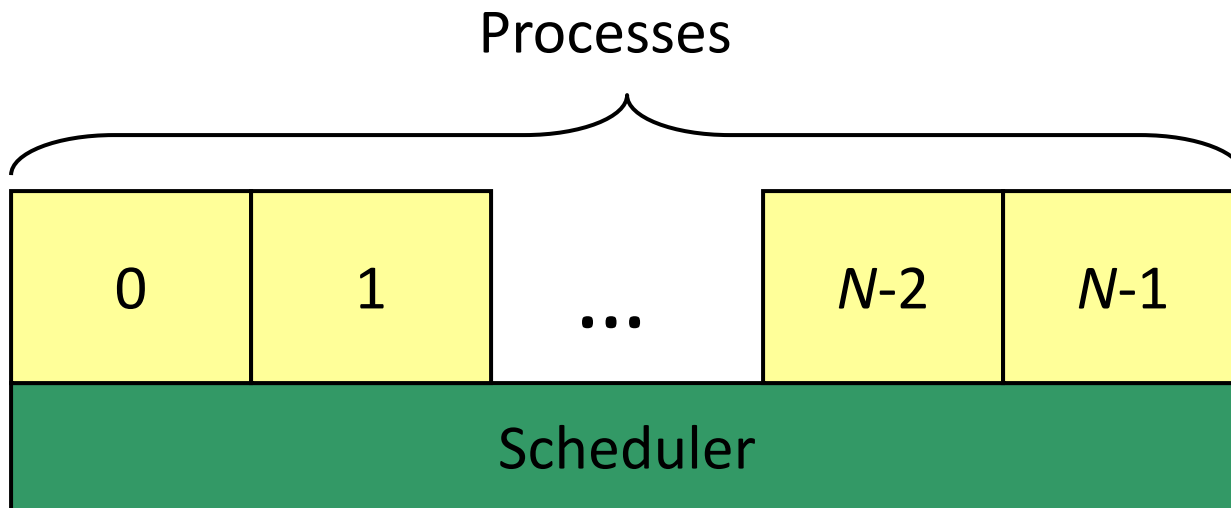 Processes
0 1 ... N-2 N-1
Scheduler